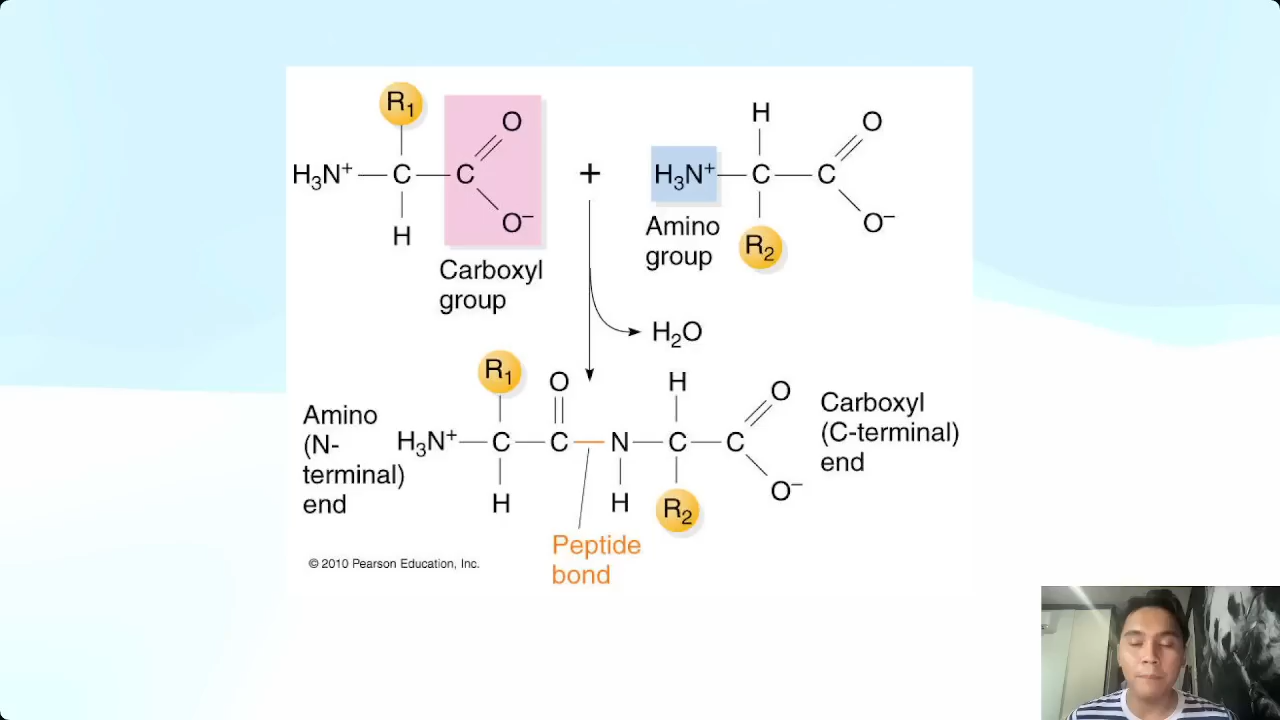 R₁
O
H
O
H₃N⁺ C C + H₃N⁺ C C
H
O⁻
Amino
group
R₂
O⁻
Carboxyl
group
H₂O
R₁
O
H
O
Amino
(N-
terminal)
end
H₃N⁺ C C N C C
H
H
R₂
O⁻
Carboxyl
(C-terminal)
end
Peptide
bond
© 2010 Pearson Education, Inc.